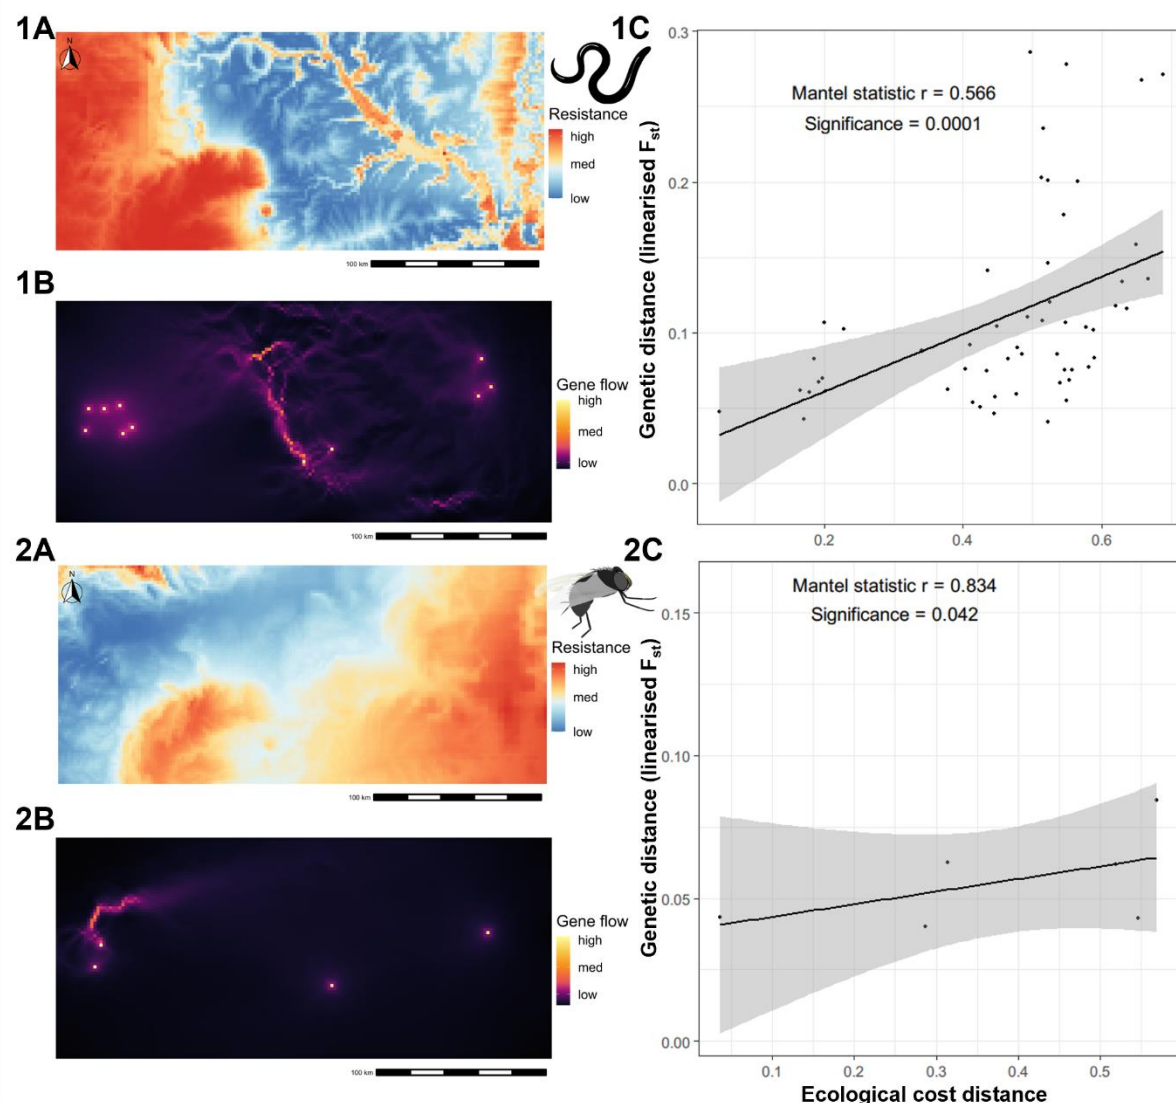 1A
N
Resistance
high
med
low
100 km
1B
Gene flow
high
med
low
100 km
1C
Mantel statistic r = 0.566
Significance = 0.0001
Genetic distance (linearised Fst)
0.3
0.2
0.1
0.0
0.2
0.4
0.6
2A
N
Resistance
high
med
low
100 km
2B
Gene flow
high
med
low
100 km
2C
Mantel statistic r = 0.834
Significance = 0.042
Genetic distance (linearised Fst)
0.15
0.10
0.05
0.00
0.1
0.2
0.3
0.4
0.5
Ecological cost distance